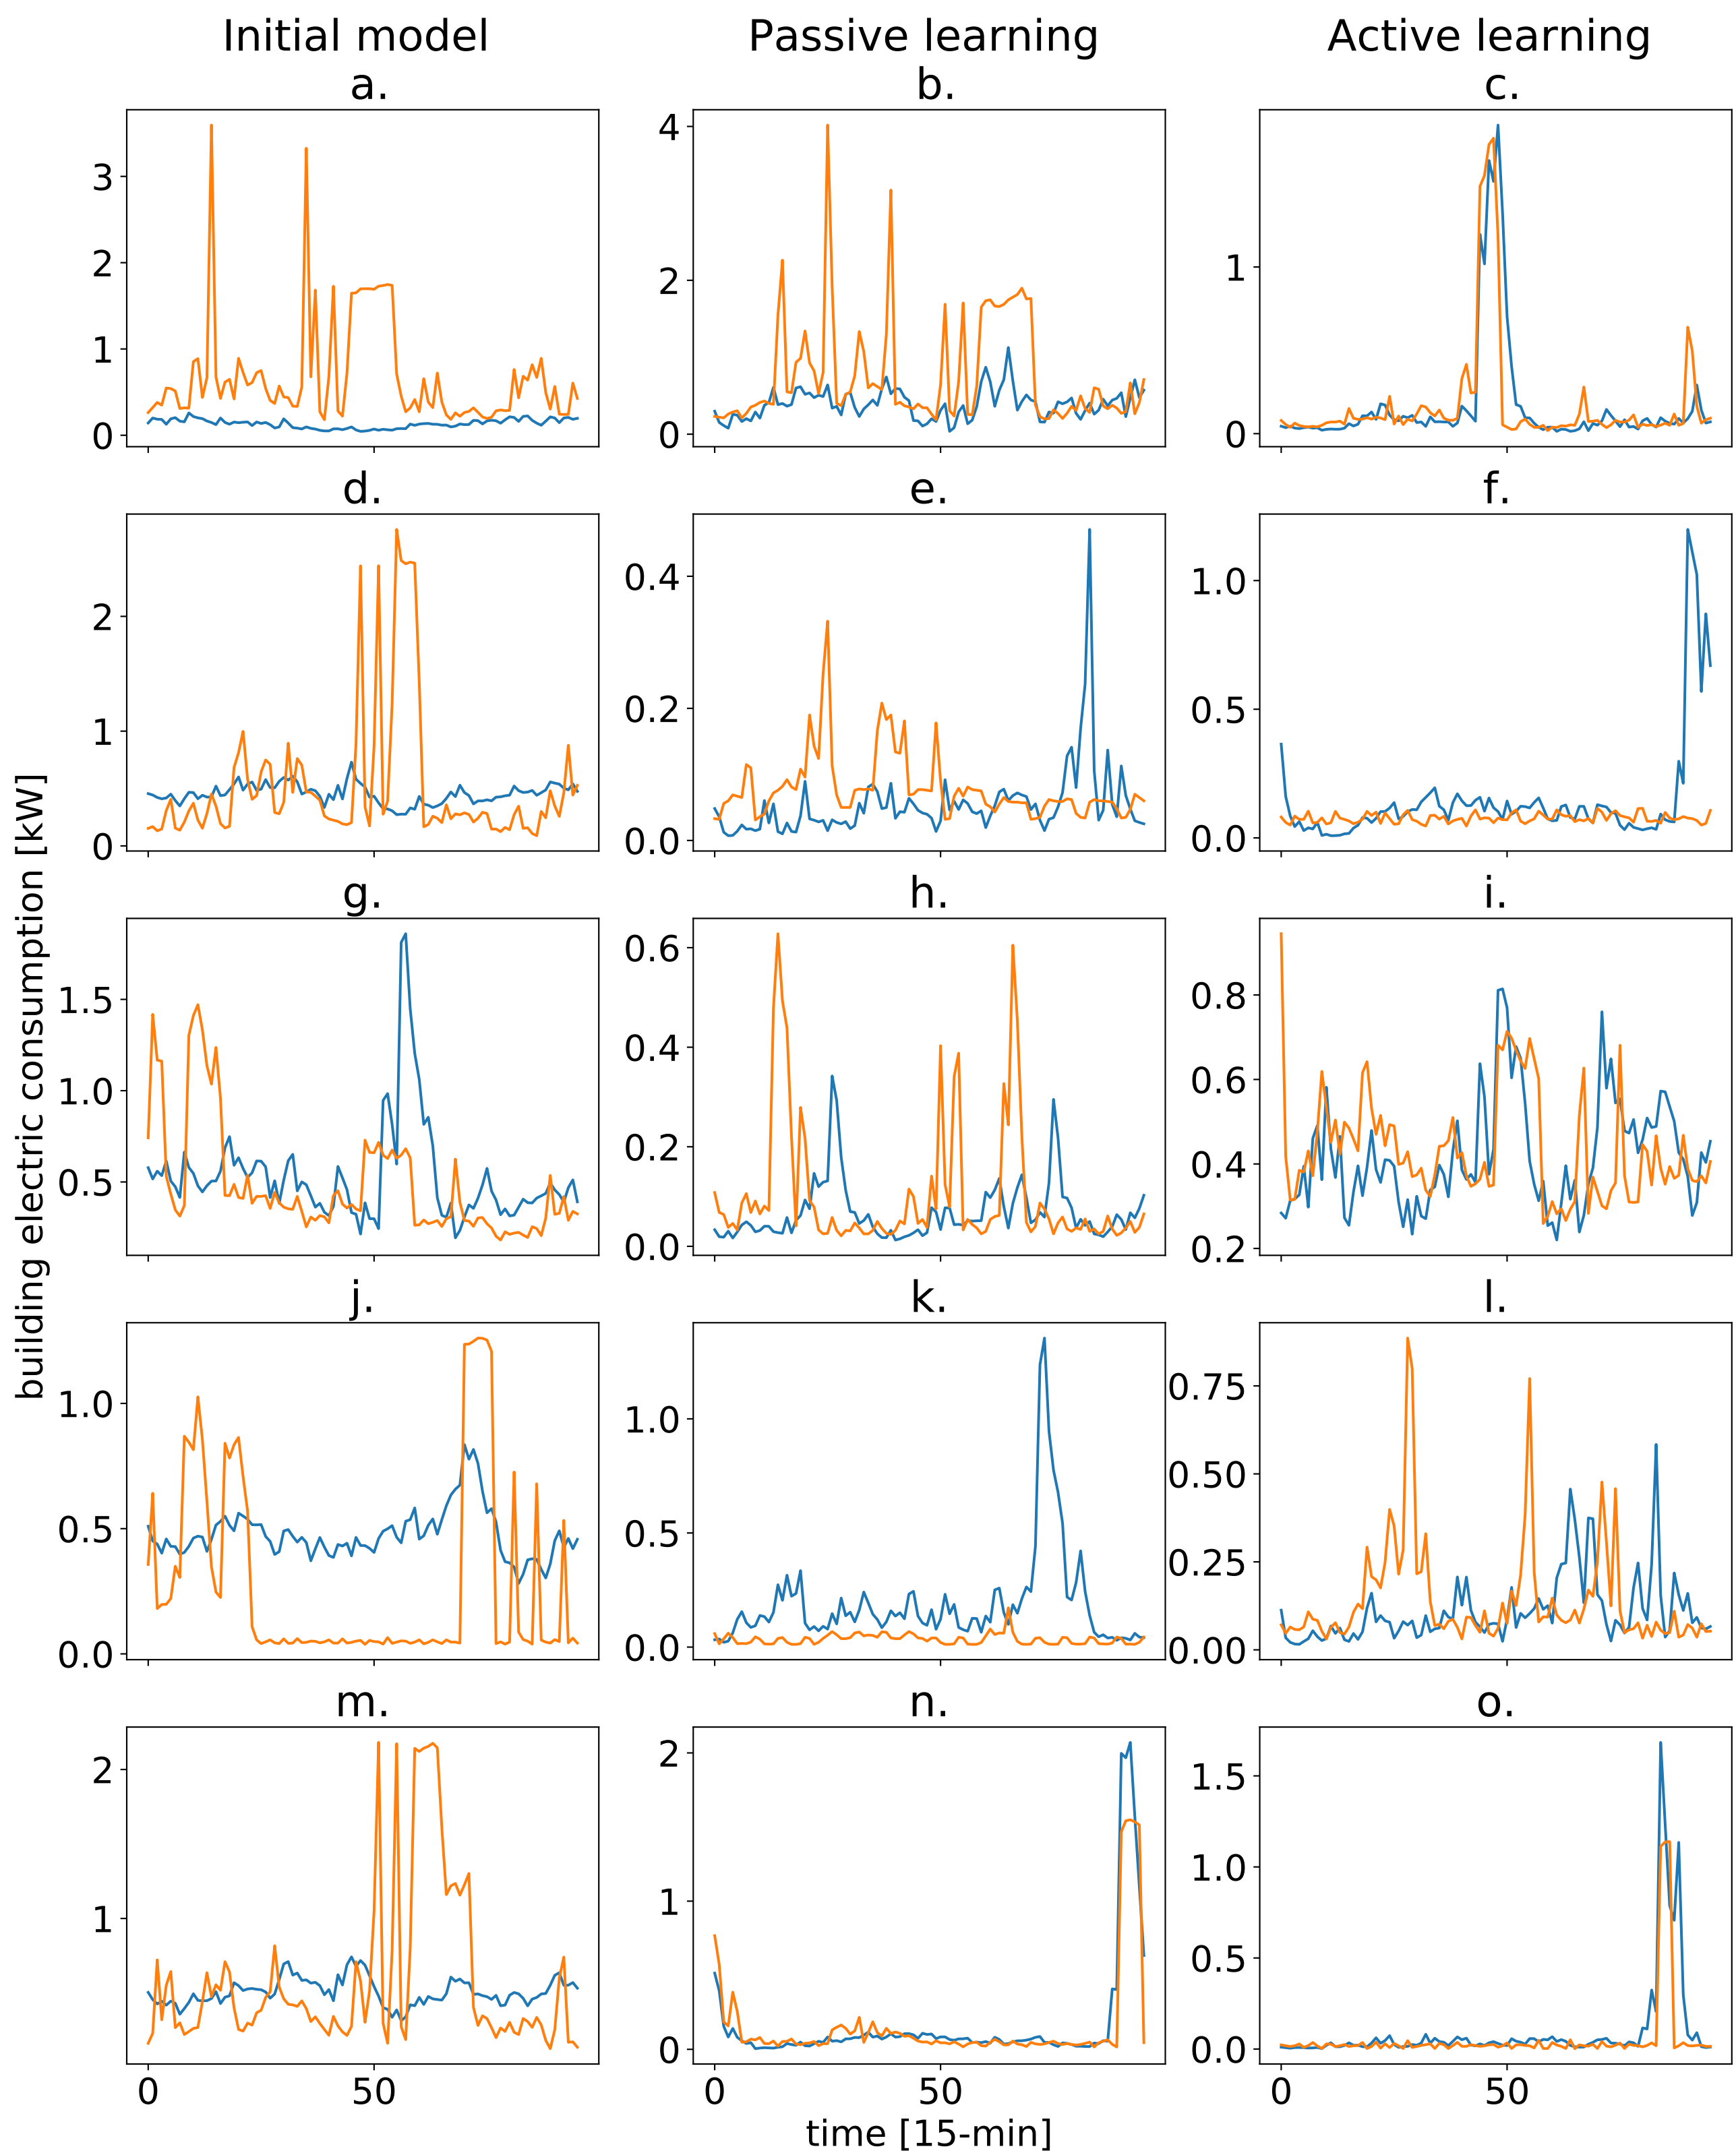 Initial model
Passive learning
Active learning
a.
b.
c.
3
2
1
0
4
2
0
1
0
d.
e.
f.
2
1
0
0.4
0.2
0.0
1.0
0.5
0.0
g.
h.
i.
1.5
1.0
0.5
0.6
0.4
0.2
0.0
0.8
0.6
0.4
0.2
j.
k.
l.
1.0
0.5
0.0
1.0
0.5
0.0
0.75
0.50
0.25
0.00
m.
n.
o.
2
1
2
1
0
1.5
1.0
0.5
0.0
0 50
0 50
0 50
building electric consumption [kW]
time [15-min]